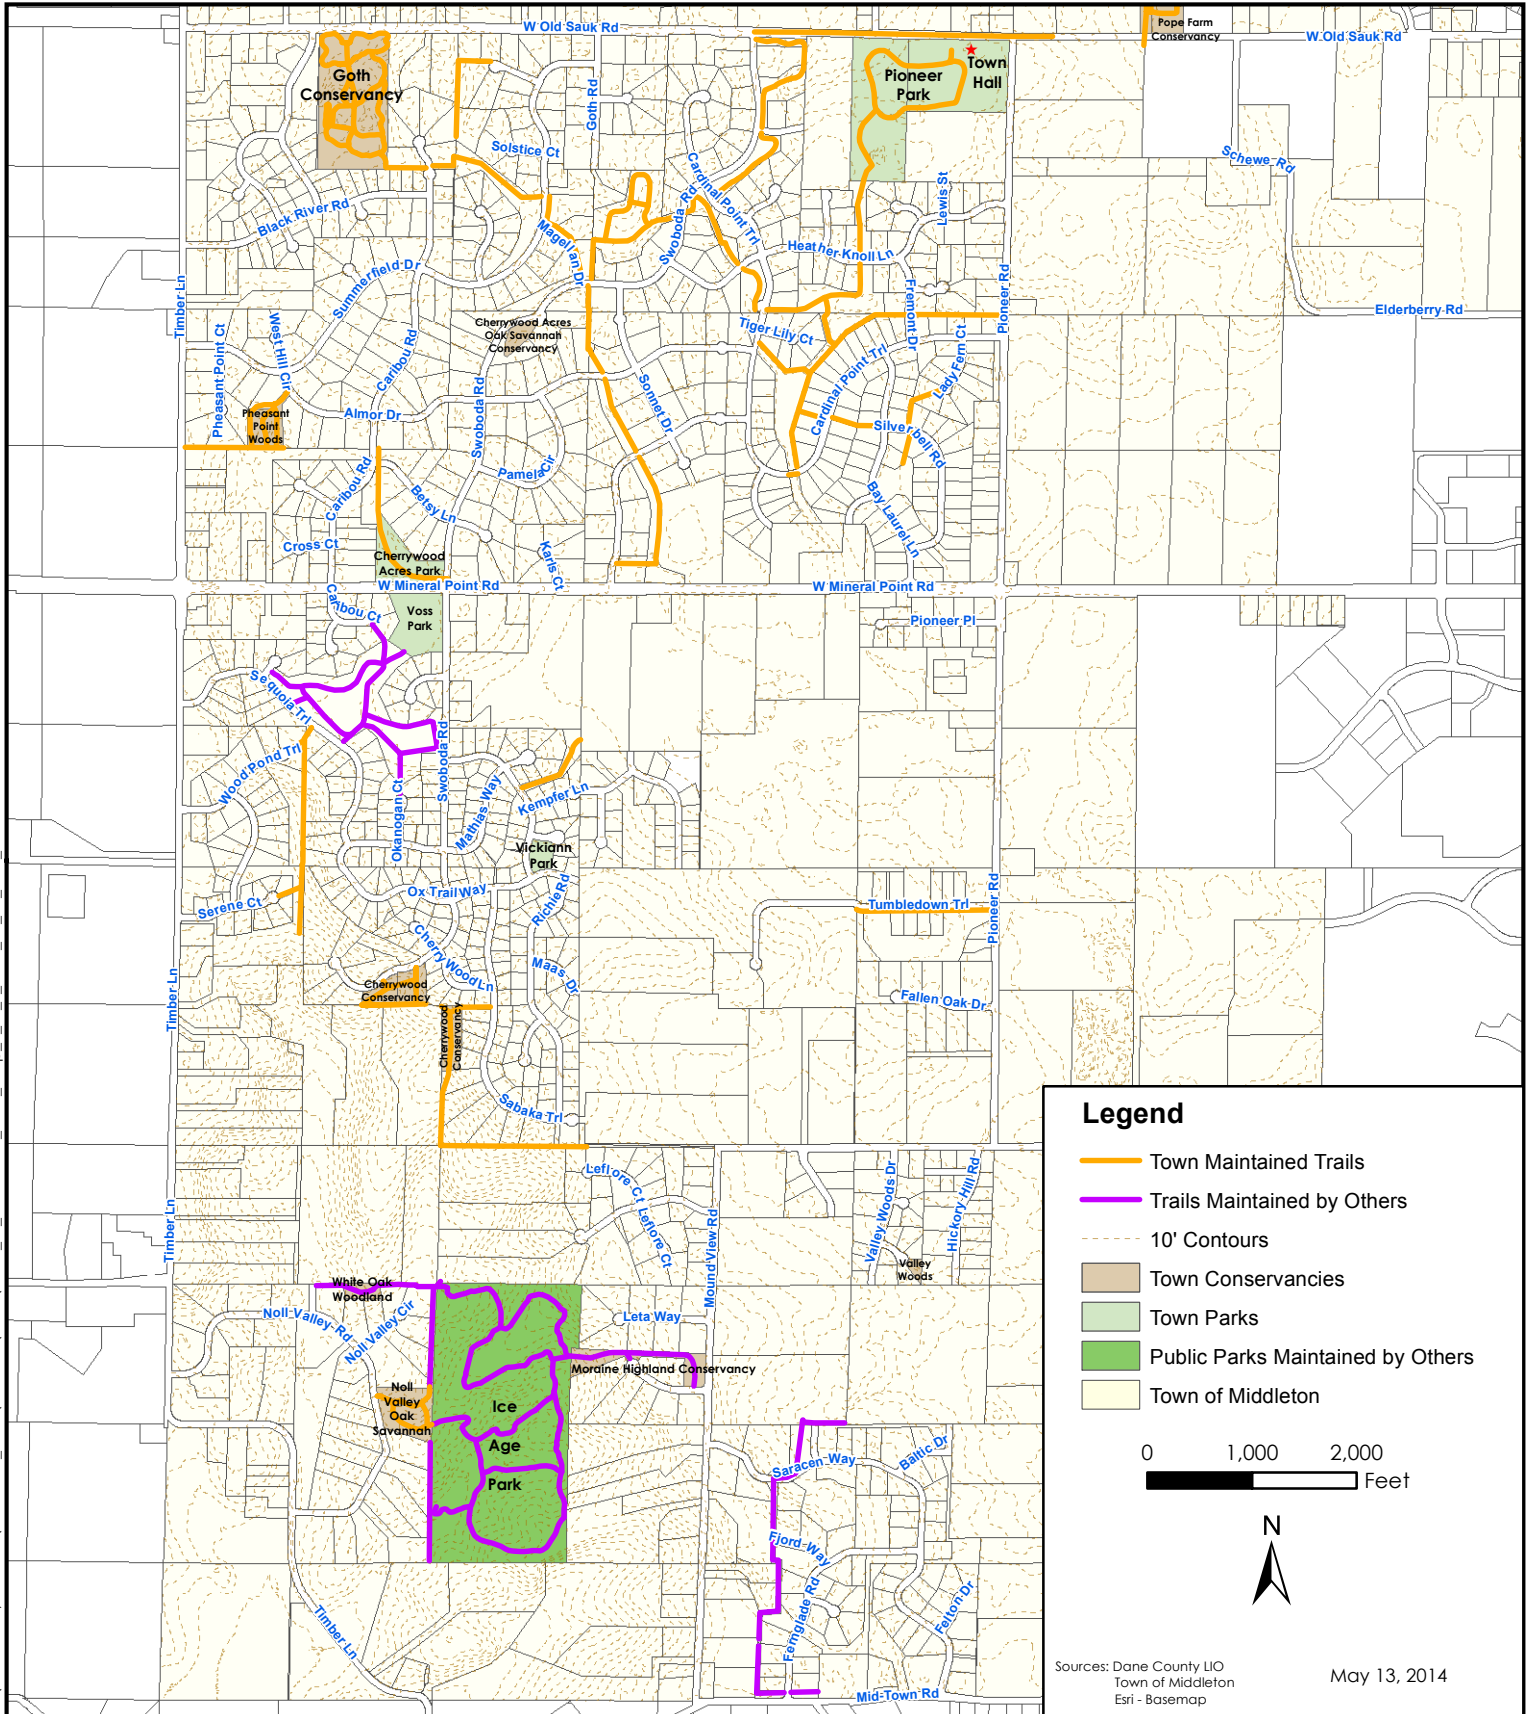 W Old Sauk Rd
Pope Farm
Conservancy
W Old Sauk Rd
Goth
Conservancy
Goth Rd
Pioneer
Park
Town
Hall
Solstice Ct
Cardinal Point Trl
Schewe Rd
Black River Rd
Magellan Dr
Swoboda Rd
Lewis St
Heather Knoll Ln
Timber Ln
Summerfield Dr
Fremont Dr
Pioneer Rd
Elderberry Rd
Pheasant Point Ct
West Hill Cir
Caribou Rd
Cherrywood Acres
Oak Savannah
Conservancy
Tiger Lily Ct
Cardinal Point Trl
Lady Fern Ct
Pheasant
Point
Woods
Almor Dr
Swoboda Rd
Sonnet Dr
Silverbell Rd
Caribou Rd
Betsy Ln
Pamela Cir
Bay Laurel Ln
Cross Ct
Cherrywood
Acres Park
Karls Ct
W Mineral Point Rd
W Mineral Point Rd
Caribou Ct
Voss
Park
Pioneer Pl
Sequoia Trl
Wood Pond Trl
Swoboda Rd
Okanogan Ct
Mathias Way
Kempfer Ln
Vickiann
Park
Ox Trail Way
Richie Rd
Serene Ct
Tumbledown Trl
Pioneer Rd
Cherry Wood Ln
Maas Dr
Timber Ln
Cherrywood
Conservancy
Cherrywood
Conservancy
Fallen Oak Dr
Sabaka Trl
Leflore Ct
Leflore Ct
Timber Ln
Mound View Rd
Valley Woods Dr
Hickory Hill Rd
Valley
Woods
White Oak
Woodland
Noll Valley Rd
Noll Valley Cir
Leta Way
Moraine Highland Conservancy
Noll
Valley
Oak
Savannah
Ice
Age
Park
Saracen Way
Baltic Dr
Fjord Way
Fernglade Rd
Felton Dr
Timber Ln
Mid-Town Rd
Legend
Town Maintained Trails
Trails Maintained by Others
10' Contours
Town Conservancies
Town Parks
Public Parks Maintained by Others
Town of Middleton
0 1,000 2,000
Feet
N
Sources: Dane County LIO
Town of Middleton
Esri - Basemap
May 13, 2014